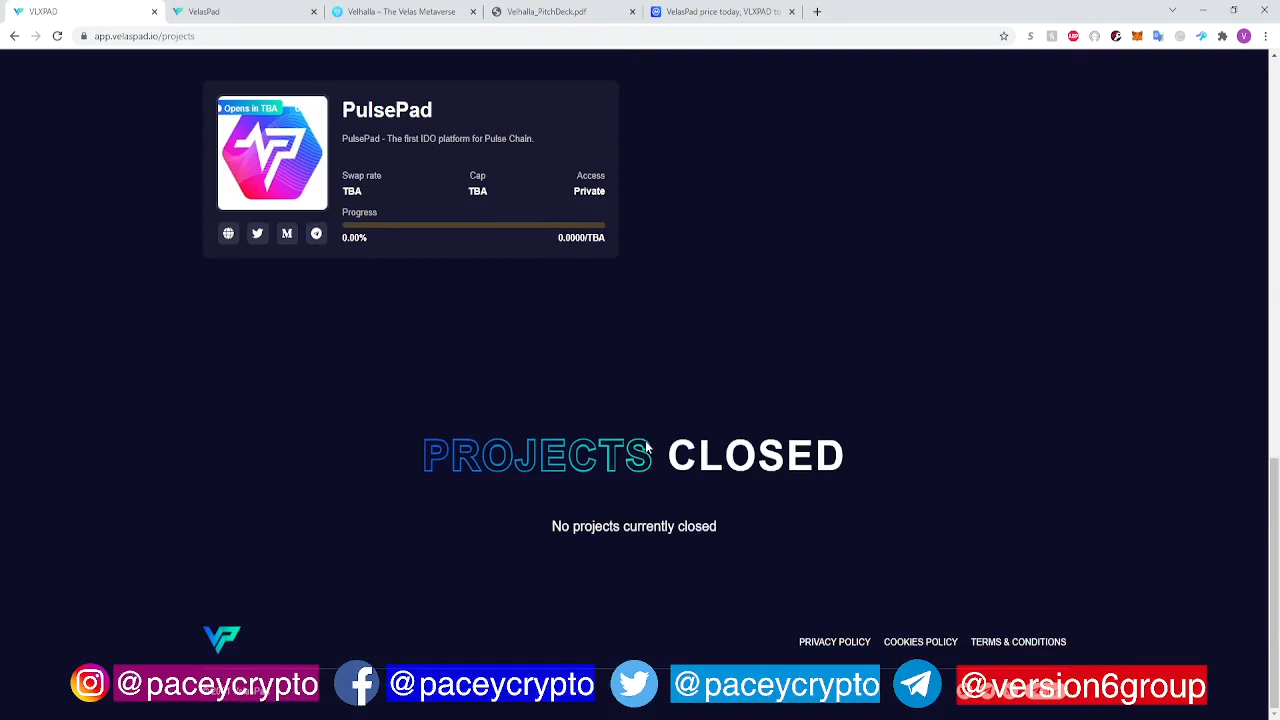 VLXPAD
VelasPad
Velhalla – The Velas Metaverse
Velhalla_PitchDeck.pdf
VelasPad price today, VLXPAD to
app.velaspad.io/projects
Opens in TBA
PulsePad
PulsePad - The first IDO platform for Pulse Chain.
Swap rate
Cap
Access
TBA
TBA
Private
Progress
0.00%
0.0000/TBA
PROJECTS CLOSED
No projects currently closed
PRIVACY POLICY
COOKIES POLICY
TERMS & CONDITIONS
@paceycrypto
@paceycrypto
@paceycrypto
@version6group